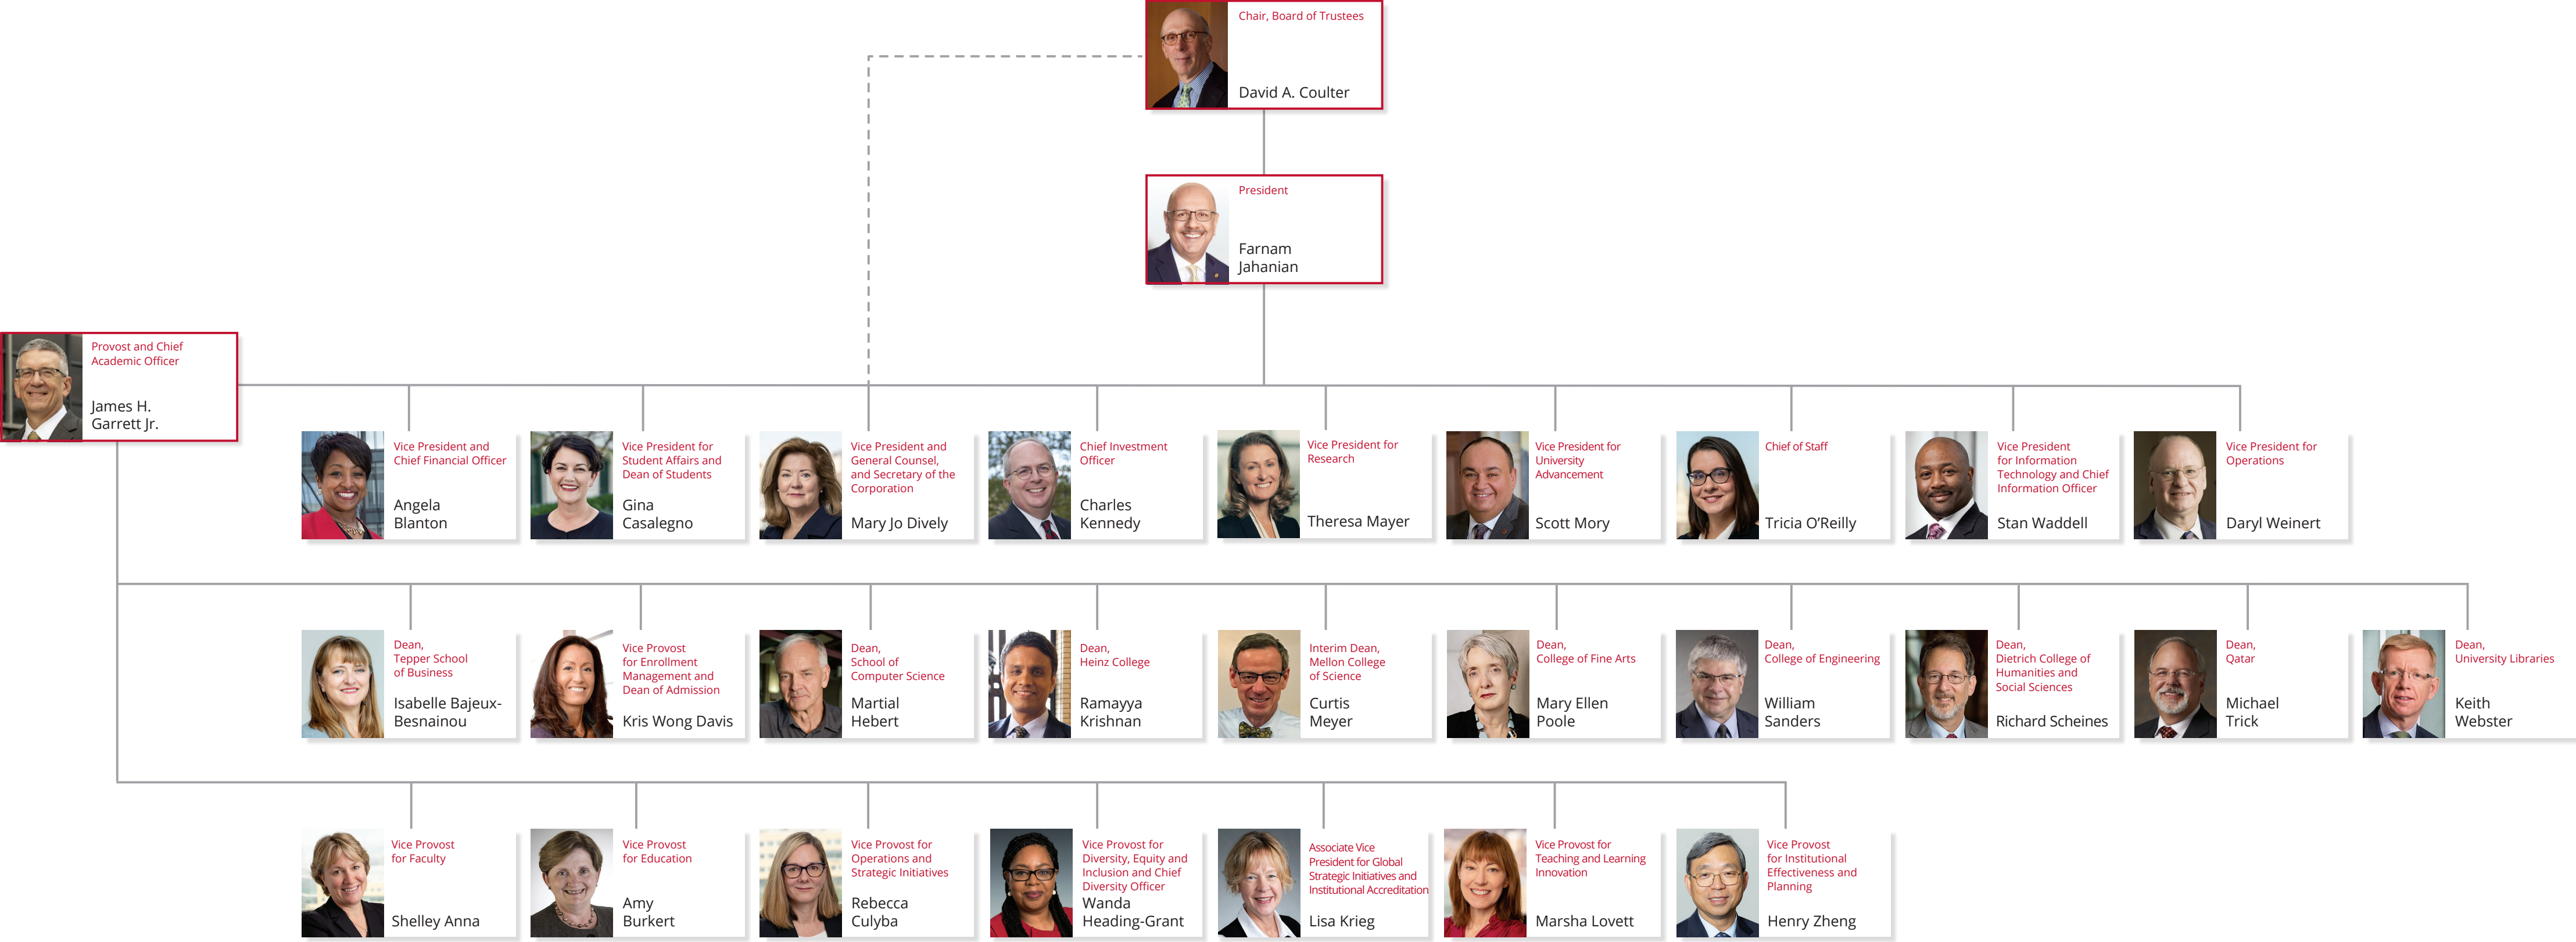 Chair, Board of Trustees
David A. Coulter
President
Farnam
Jahanian
Provost and Chief
Academic Officer
James H.
Garrett Jr.
Vice President and
Chief Financial Officer
Angela
Blanton
Vice President for
Student Affairs and
Dean of Students
Gina
Casalegno
Vice President and
General Counsel,
and Secretary of the
Corporation
Mary Jo Dively
Chief Investment
Officer
Charles
Kennedy
Vice President for
Research
Theresa Mayer
Vice President for
University
Advancement
Scott Mory
Chief of Staff
Tricia O’Reilly
Vice President
for Information
Technology and Chief
Information Officer
Stan Waddell
Vice President for
Operations
Daryl Weinert
Dean,
Tepper School
of Business
Isabelle Bajeux-
Besnainou
Vice Provost
for Enrollment
Management and
Dean of Admission
Kris Wong Davis
Dean,
School of
Computer Science
Martial
Hebert
Dean,
Heinz College
Ramayya
Krishnan
Interim Dean,
Mellon College
of Science
Curtis
Meyer
Dean,
College of Fine Arts
Mary Ellen
Poole
Dean,
College of Engineering
William
Sanders
Dean,
Dietrich College of
Humanities and
Social Sciences
Richard Scheines
Dean,
Qatar
Michael
Trick
Dean,
University Libraries
Keith
Webster
Vice Provost
for Faculty
Shelley Anna
Vice Provost
for Education
Amy
Burkert
Vice Provost for
Operations and
Strategic Initiatives
Rebecca
Culyba
Vice Provost for
Diversity, Equity and
Inclusion and Chief
Diversity Officer
Wanda
Heading-Grant
Associate Vice
President for Global
Strategic Initiatives and
Institutional Accreditation
Lisa Krieg
Vice Provost for
Teaching and Learning
Innovation
Marsha Lovett
Vice Provost
for Institutional
Effectiveness and
Planning
Henry Zheng